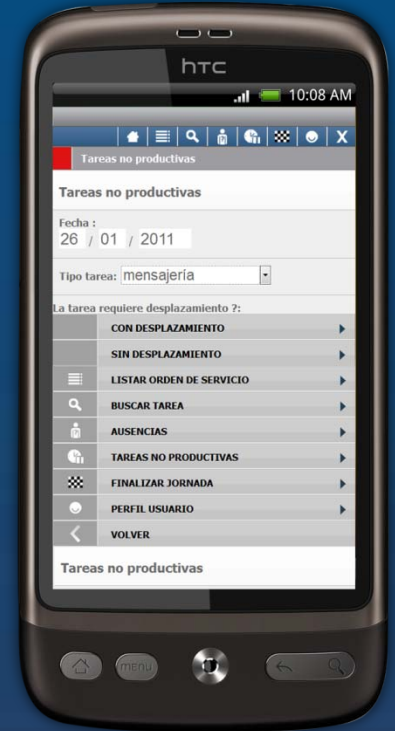 hTC
10:08 AM
X
Tareas no productivas
Tareas no productivas
Fecha :
26 / 01 / 2011
Tipo tarea: mensajería
La tarea requiere desplazamiento ?:
CON DESPLAZAMIENTO
SIN DESPLAZAMIENTO
LISTAR ORDEN DE SERVICIO
BUSCAR TAREA
AUSENCIAS
TAREAS NO PRODUCTIVAS
FINALIZAR JORNADA
PERFIL USUARIO
VOLVER
Tareas no productivas
menu